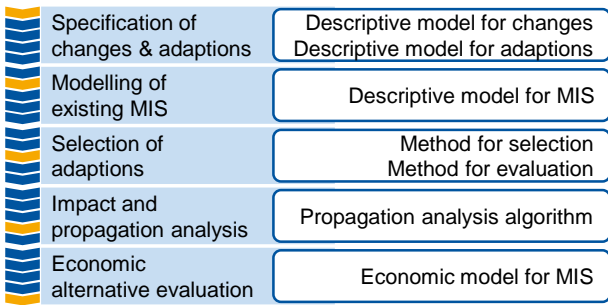 Specification of
changes & adaptions
Descriptive model for changes
Descriptive model for adaptions
Modelling of
existing MIS
Descriptive model for MIS
Selection of
adaptions
Method for selection
Method for evaluation
Impact and
propagation analysis
Propagation analysis algorithm
Economic
alternative evaluation
Economic model for MIS